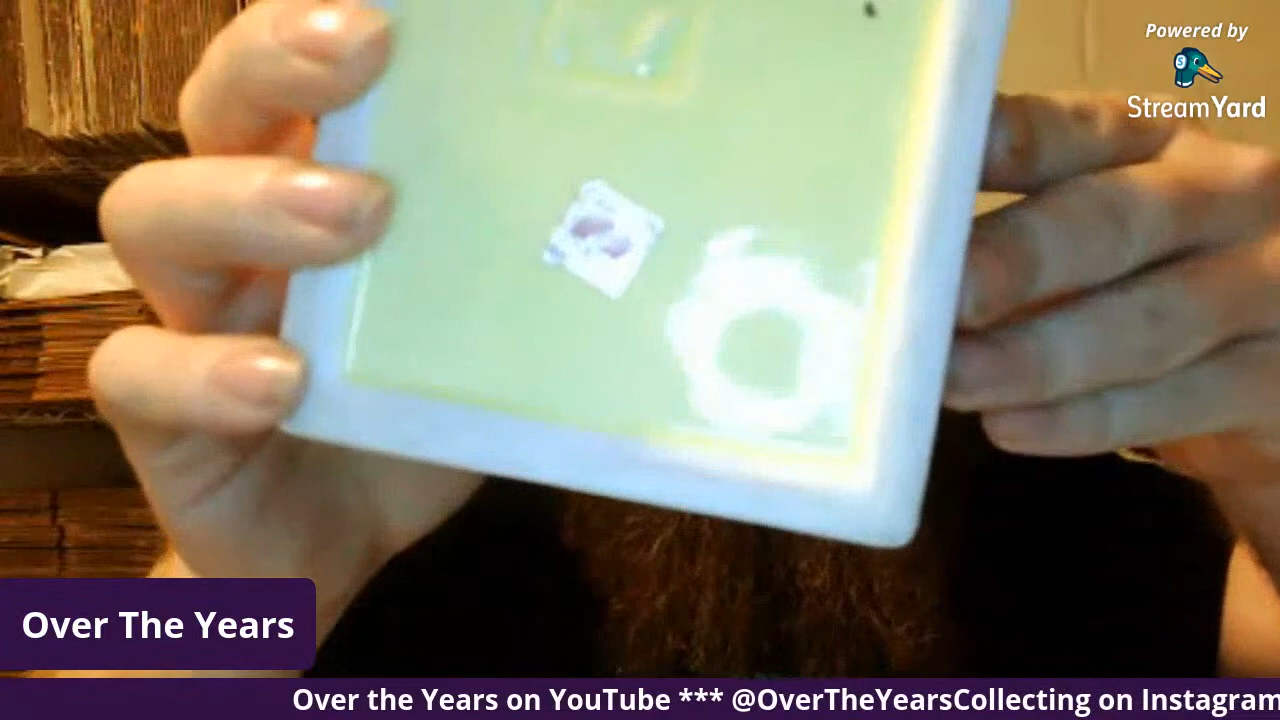 Powered by
StreamYard
Over The Years
Over the Years on YouTube *** @OverTheYearsCollecting on Instagram